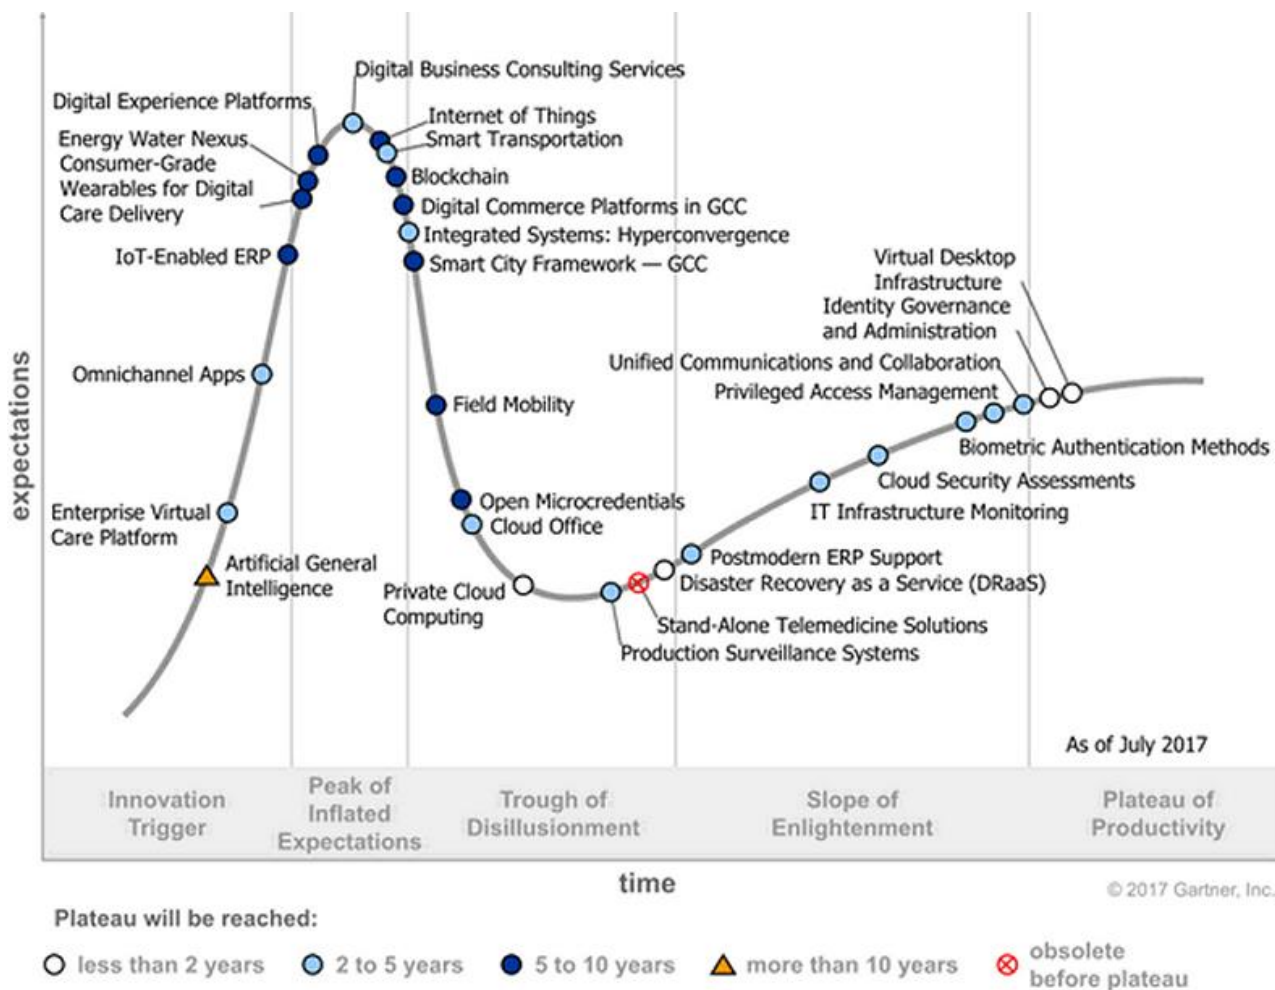 Digital Business Consulting Services
Digital Experience Platforms
Internet of Things
Energy Water Nexus
Smart Transportation
Consumer-Grade
Wearables for Digital
Care Delivery
Blockchain
Digital Commerce Platforms in GCC
Integrated Systems: Hyperconvergence
IoT-Enabled ERP
Smart City Framework — GCC
Virtual Desktop
Infrastructure
Identity Governance
and Administration
Unified Communications and Collaboration
Omnichannel Apps
Privileged Access Management
Field Mobility
Biometric Authentication Methods
Cloud Security Assessments
Open Microcredentials
IT Infrastructure Monitoring
Enterprise Virtual
Care Platform
Cloud Office
Artificial General
Intelligence
Postmodern ERP Support
Private Cloud
Computing
Disaster Recovery as a Service (DRaaS)
Stand-Alone Telemedicine Solutions
Production Surveillance Systems
expectations
As of July 2017
Innovation
Trigger
Peak of
Inflated
Expectations
Trough of
Disillusionment
Slope of
Enlightenment
Plateau of
Productivity
time
© 2017 Gartner, Inc.
Plateau will be reached:
less than 2 years
2 to 5 years
5 to 10 years
more than 10 years
obsolete
before plateau